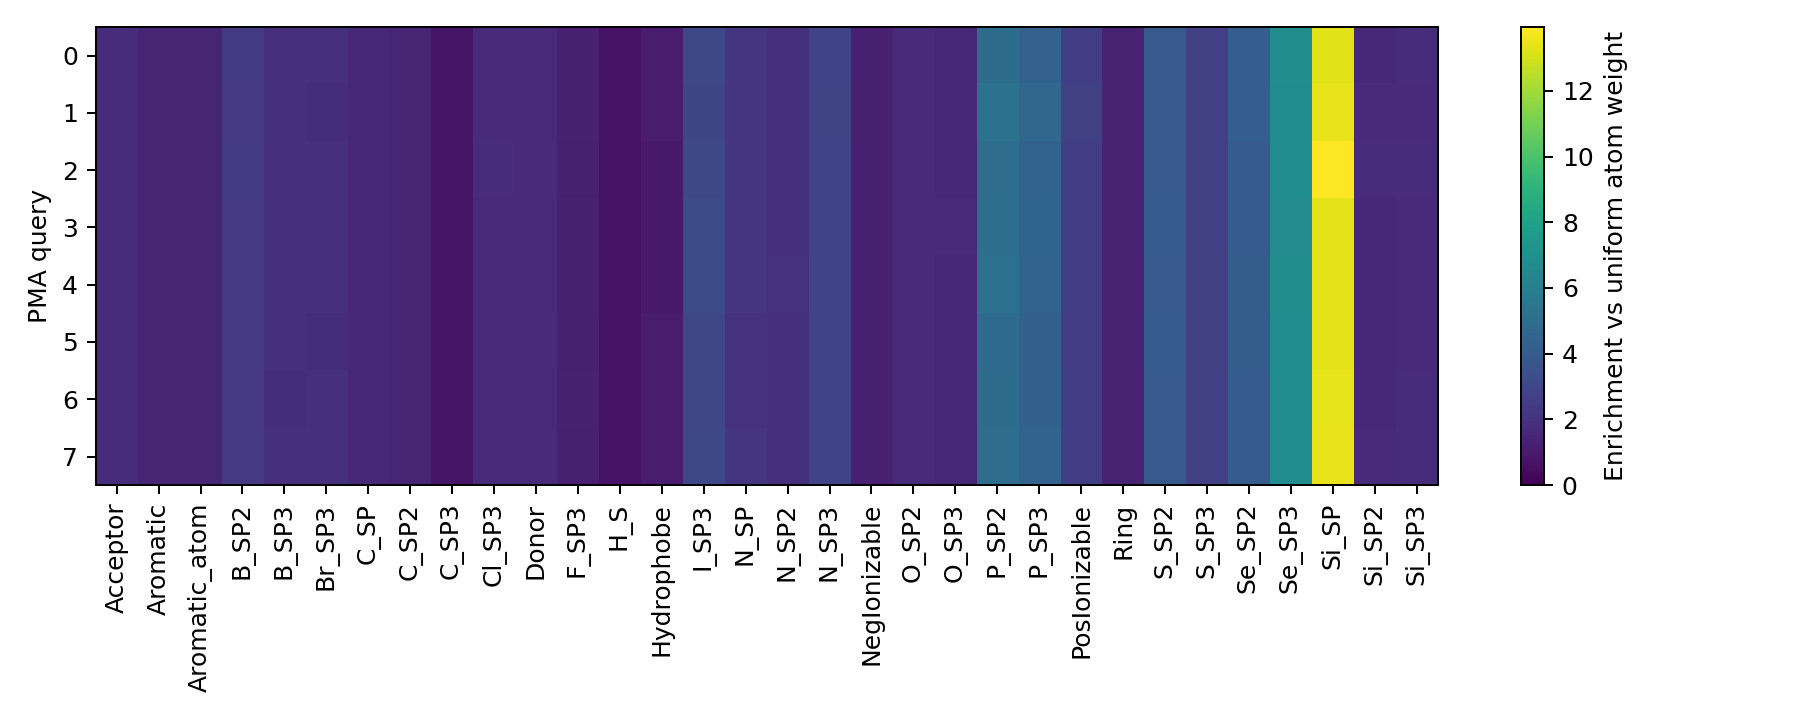 PMA query
0
1
2
3
4
5
6
7
Acceptor
Aromatic
Aromatic_atom
B_SP2
B_SP3
Br_SP3
C_SP
C_SP2
C_SP3
Cl_SP3
Donor
F_SP3
H_S
Hydrophobe
I_SP3
N_SP
N_SP2
N_SP3
NegIonizable
O_SP2
O_SP3
P_SP2
P_SP3
PosIonizable
Ring
S_SP2
S_SP3
Se_SP2
Se_SP3
Si_SP
Si_SP2
Si_SP3
12
10
8
6
4
2
0
Enrichment vs uniform atom weight